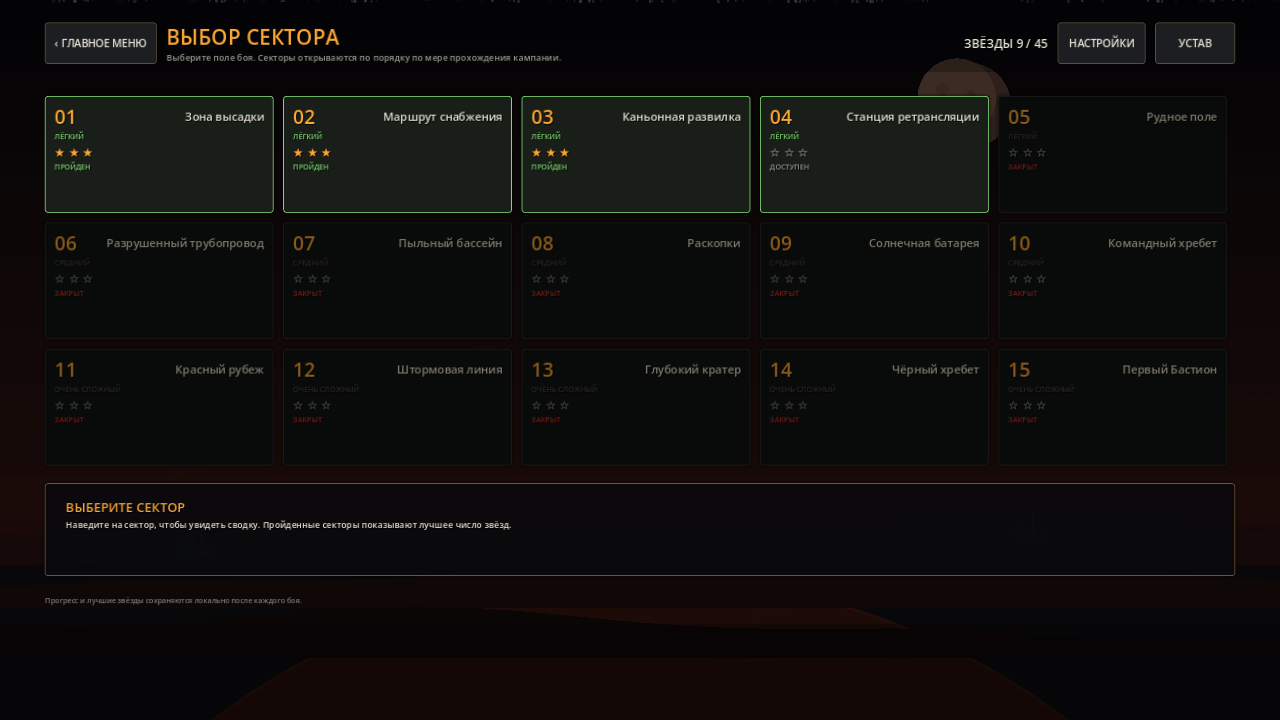 ‹ ГЛАВНОЕ МЕНЮ
ВЫБОР СЕКТОРА
Выберите поле боя. Секторы открываются по порядку по мере прохождения кампании.
ЗВЁЗДЫ 9 / 45
НАСТРОЙКИ
УСТАВ
01 Зона высадки
ЛЁГКИЙ
★ ★ ★
ПРОЙДЕН
02 Маршрут снабжения
ЛЁГКИЙ
★ ★ ★
ПРОЙДЕН
03 Каньонная развилка
ЛЁГКИЙ
★ ★ ★
ПРОЙДЕН
04 Станция ретрансляции
ЛЁГКИЙ
☆ ☆ ☆
ДОСТУПЕН
05 Рудное поле
ЛЁГКИЙ
☆ ☆ ☆
ЗАКРЫТ
06 Разрушенный трубопровод
СРЕДНИЙ
☆ ☆ ☆
ЗАКРЫТ
07 Пыльный бассейн
СРЕДНИЙ
☆ ☆ ☆
ЗАКРЫТ
08 Раскопки
СРЕДНИЙ
☆ ☆ ☆
ЗАКРЫТ
09 Солнечная батарея
СРЕДНИЙ
☆ ☆ ☆
ЗАКРЫТ
10 Командный хребет
СРЕДНИЙ
☆ ☆ ☆
ЗАКРЫТ
11 Красный рубеж
ОЧЕНЬ СЛОЖНЫЙ
☆ ☆ ☆
ЗАКРЫТ
12 Штормовая линия
ОЧЕНЬ СЛОЖНЫЙ
☆ ☆ ☆
ЗАКРЫТ
13 Глубокий кратер
ОЧЕНЬ СЛОЖНЫЙ
☆ ☆ ☆
ЗАКРЫТ
14 Чёрный хребет
ОЧЕНЬ СЛОЖНЫЙ
☆ ☆ ☆
ЗАКРЫТ
15 Первый Бастион
ОЧЕНЬ СЛОЖНЫЙ
☆ ☆ ☆
ЗАКРЫТ
ВЫБЕРИТЕ СЕКТОР
Наведите на сектор, чтобы увидеть сводку. Пройденные секторы показывают лучшее число звёзд.
Прогресс и лучшие звёзды сохраняются локально после каждого боя.